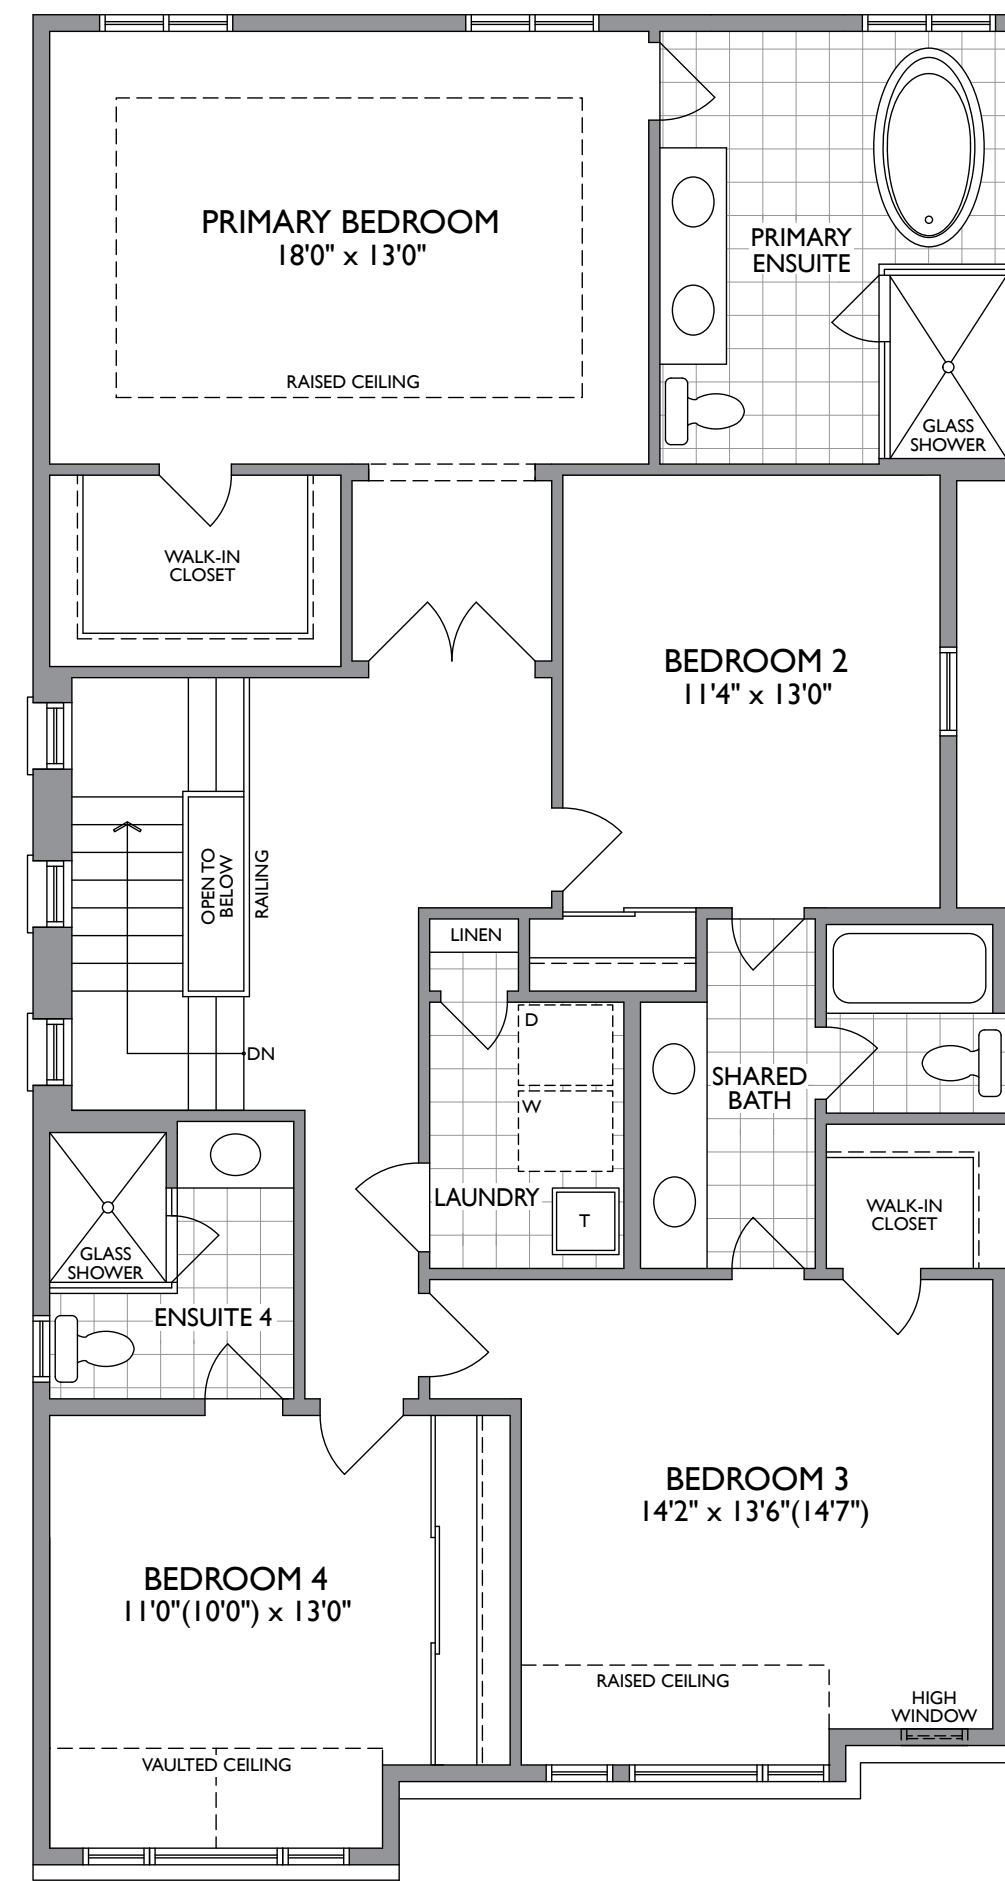 PRIMARY BEDROOM
18'0" x 13'0"
RAISED CEILING
PRIMARY
ENSUITE
GLASS
SHOWER
WALK-IN
CLOSET
BEDROOM 2
11'4" x 13'0"
OPEN TO
BELOW
RAILING
DN
LINEN
D
W
LAUNDRY
T
SHARED
BATH
WALK-IN
CLOSET
GLASS
SHOWER
ENSUITE 4
BEDROOM 3
14'2" x 13'6"(14'7")
RAISED CEILING
HIGH
WINDOW
BEDROOM 4
11'0"(10'0") x 13'0"
VAULTED CEILING